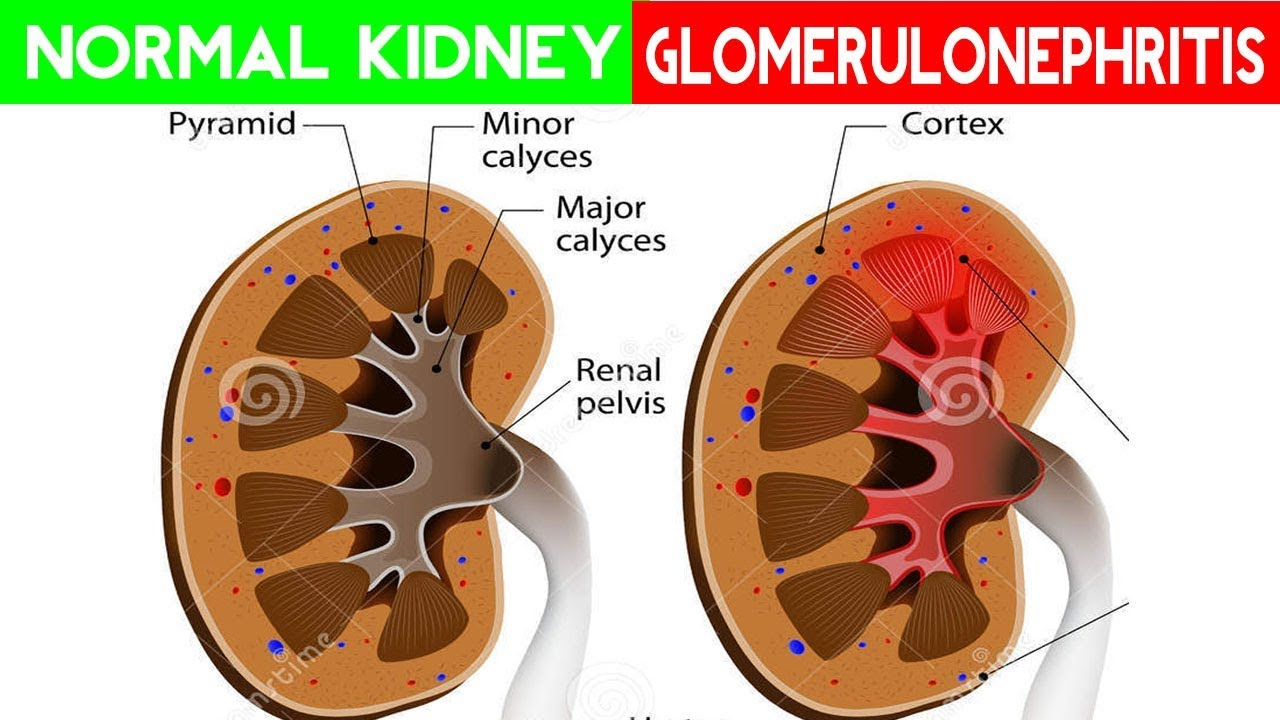 NORMAL KIDNEY
GLOMERULONEPHRITIS
Pyramid
Minor
calyces
Cortex
Major
calyces
Renal
pelvis